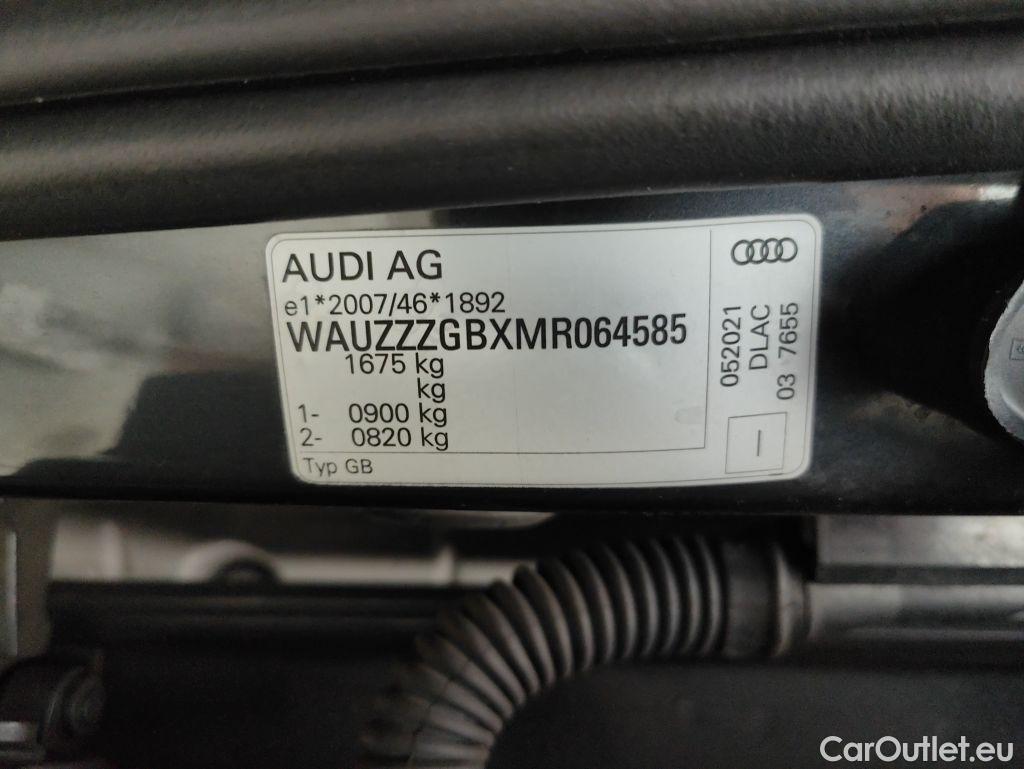 AUDI AG
e1*2007/46*1892
WAUZZZGBXMR064585
1675 kg
kg
1- 0900 kg
2- 0820 kg
Typ GB
052021
DLAC
03 7655
CarOutlet.eu